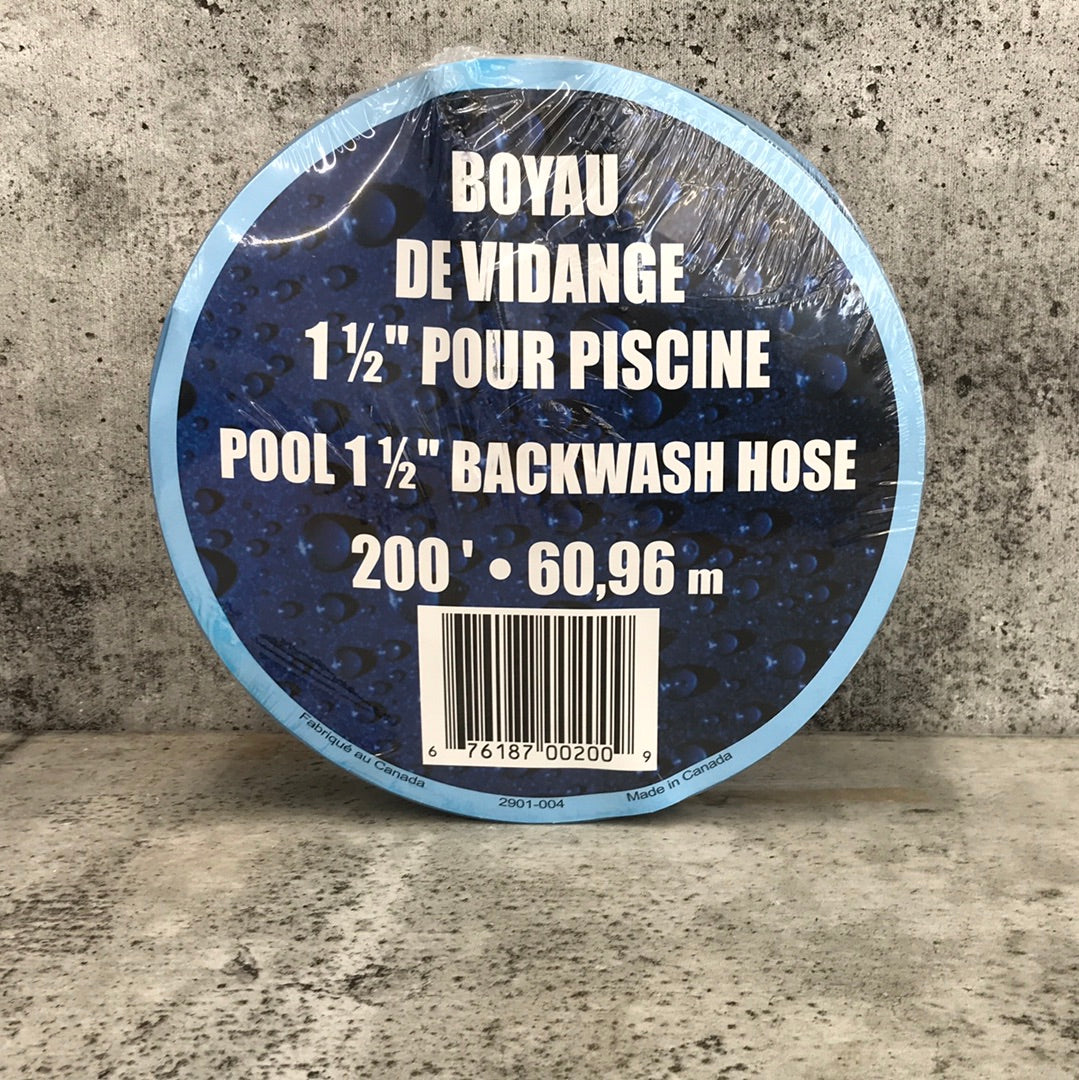 BOYAU
DE VIDANGE
1 ½" POUR PISCINE
POOL 1 ½" BACKWASH HOSE
200 ' • 60,96 m
6 76187 00200 9
Fabriqué au Canada
2901-004
Made in Canada